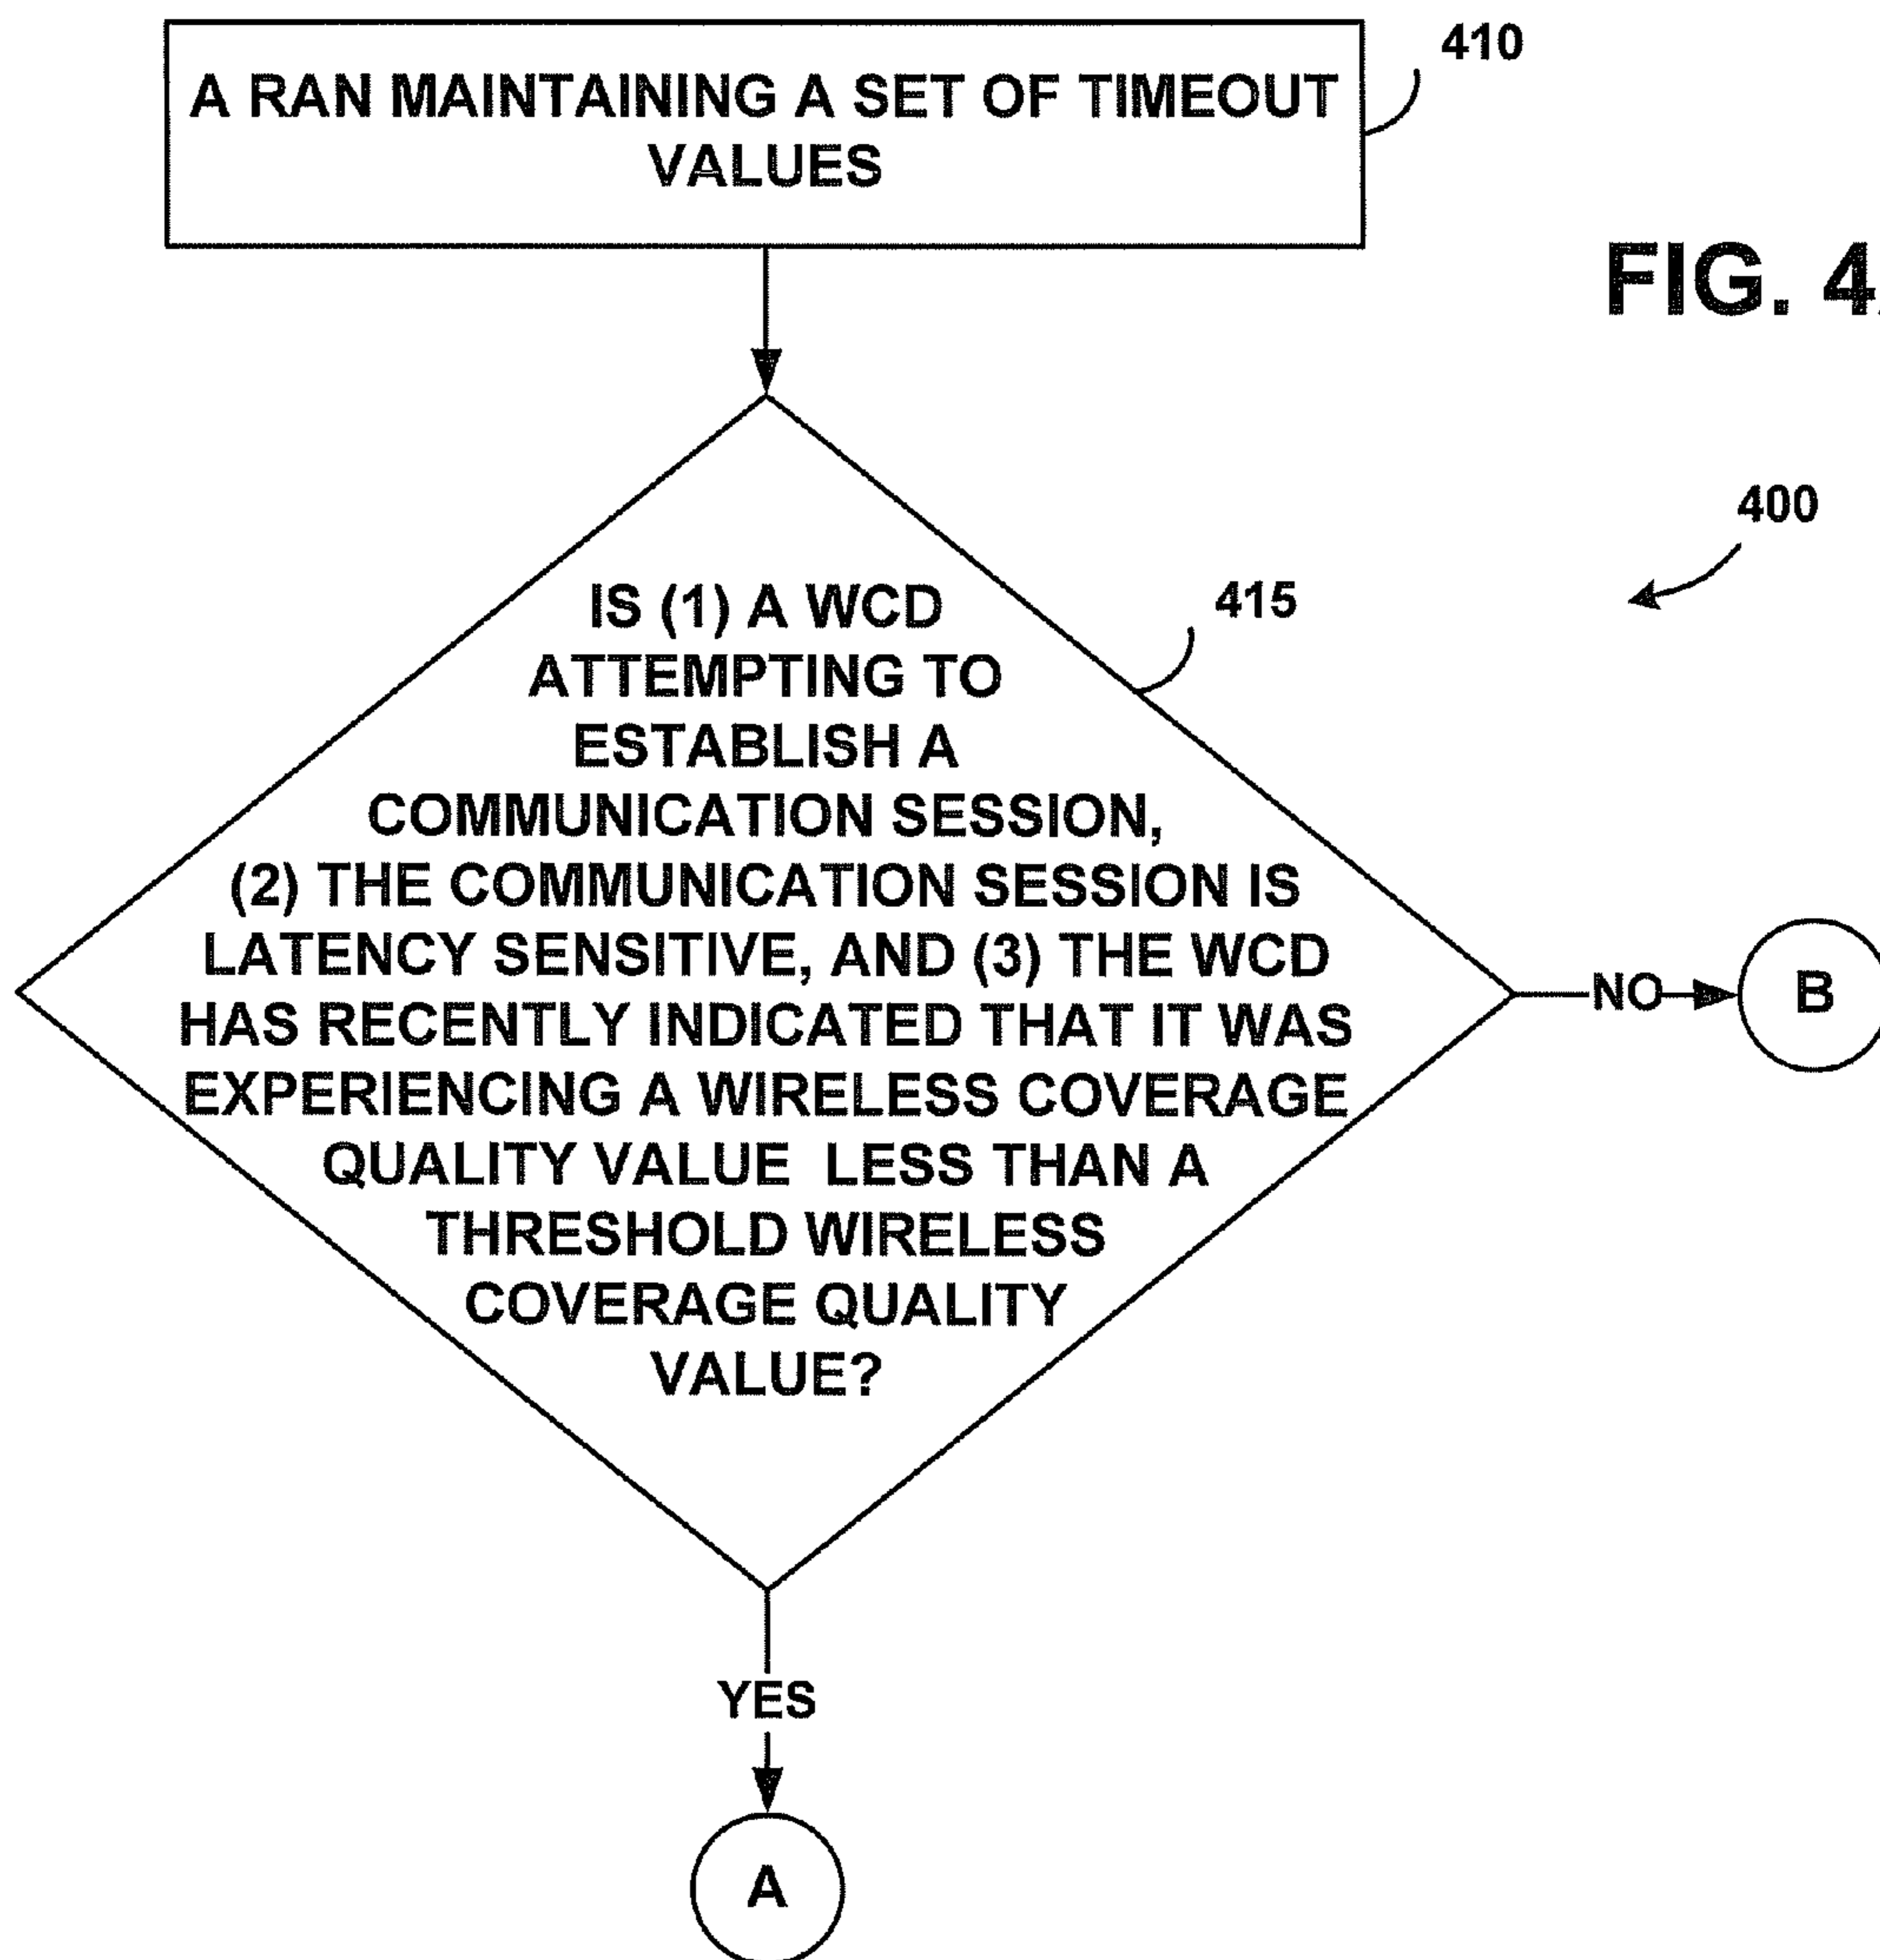 A RAN MAINTAINING A SET OF TIMEOUT
VALUES
410
FIG. 4
400
415
IS (1) A WCD
ATTEMPTING TO
ESTABLISH A
COMMUNICATION SESSION,
(2) THE COMMUNICATION SESSION IS
LATENCY SENSITIVE, AND (3) THE WCD
HAS RECENTLY INDICATED THAT IT WAS
EXPERIENCING A WIRELESS COVERAGE
QUALITY VALUE LESS THAN A
THRESHOLD WIRELESS
COVERAGE QUALITY
VALUE?
NO
B
YES
A